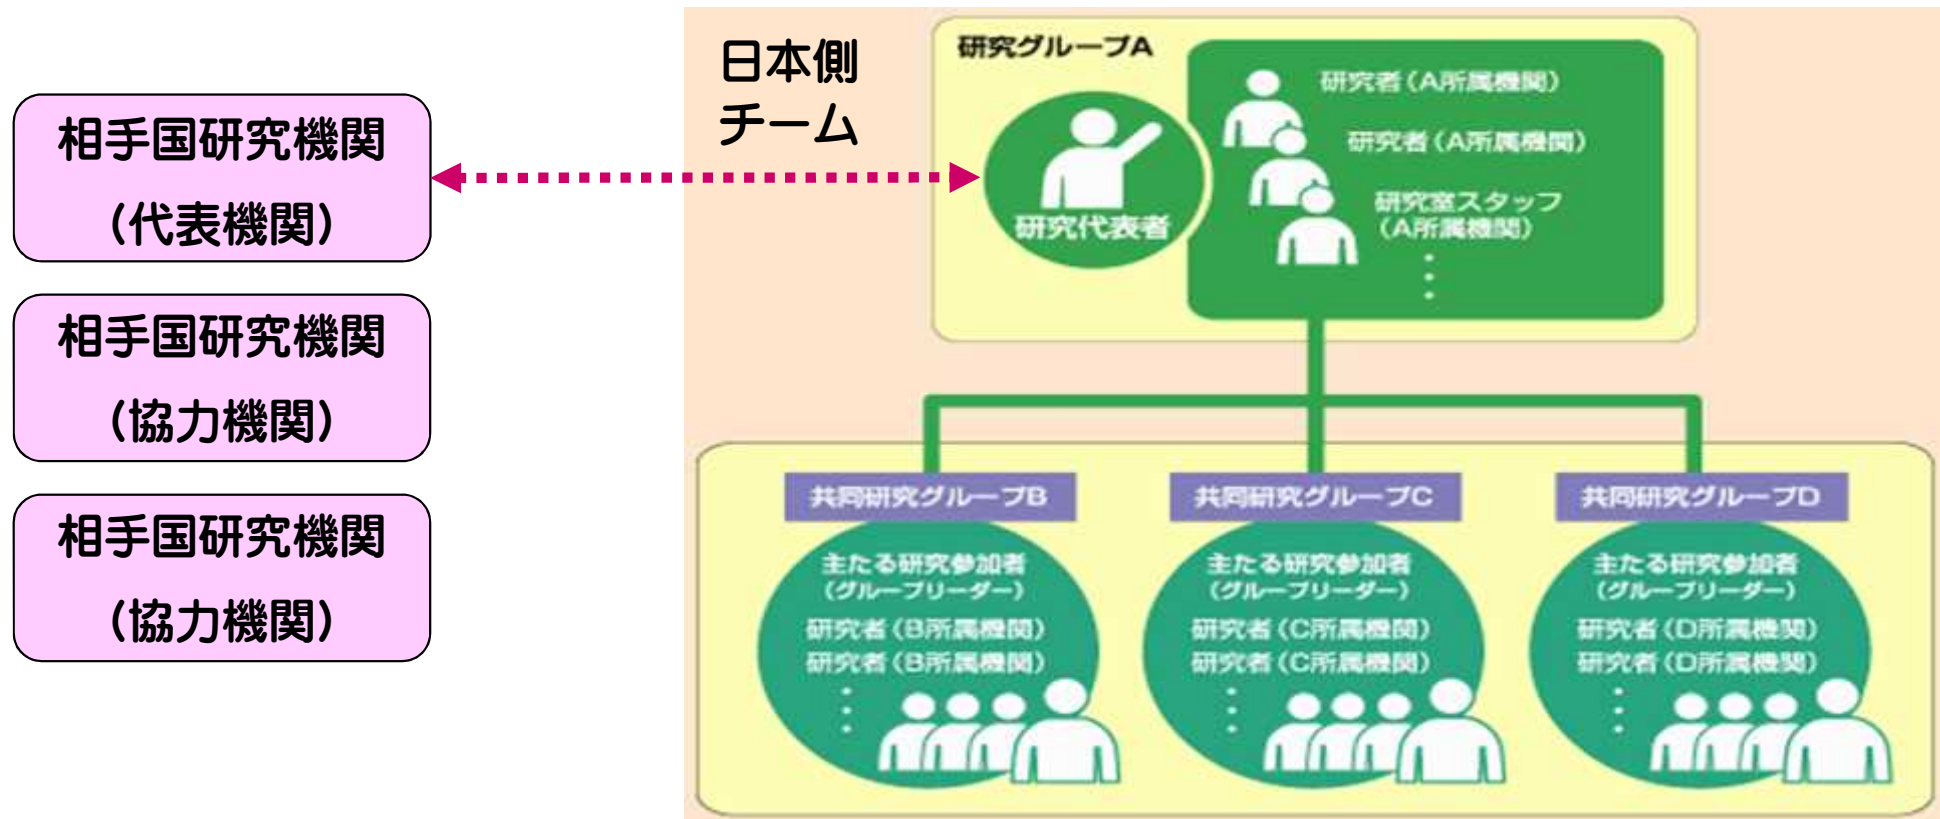 相手国研究機関
(代表機関)
相手国研究機関
(協力機関)
相手国研究機関
(協力機関)
日本側
チーム
研究グループA
研究代表者
研究者(A所属機関)
研究者(A所属機関)
研究室スタッフ
(A所属機関)
共同研究グループB
主たる研究参加者
(グループリーダー)
研究者(B所属機関)
研究者(B所属機関)
共同研究グループC
主たる研究参加者
(グループリーダー)
研究者(C所属機関)
研究者(C所属機関)
共同研究グループD
主たる研究参加者
(グループリーダー)
研究者(D所属機関)
研究者(D所属機関)